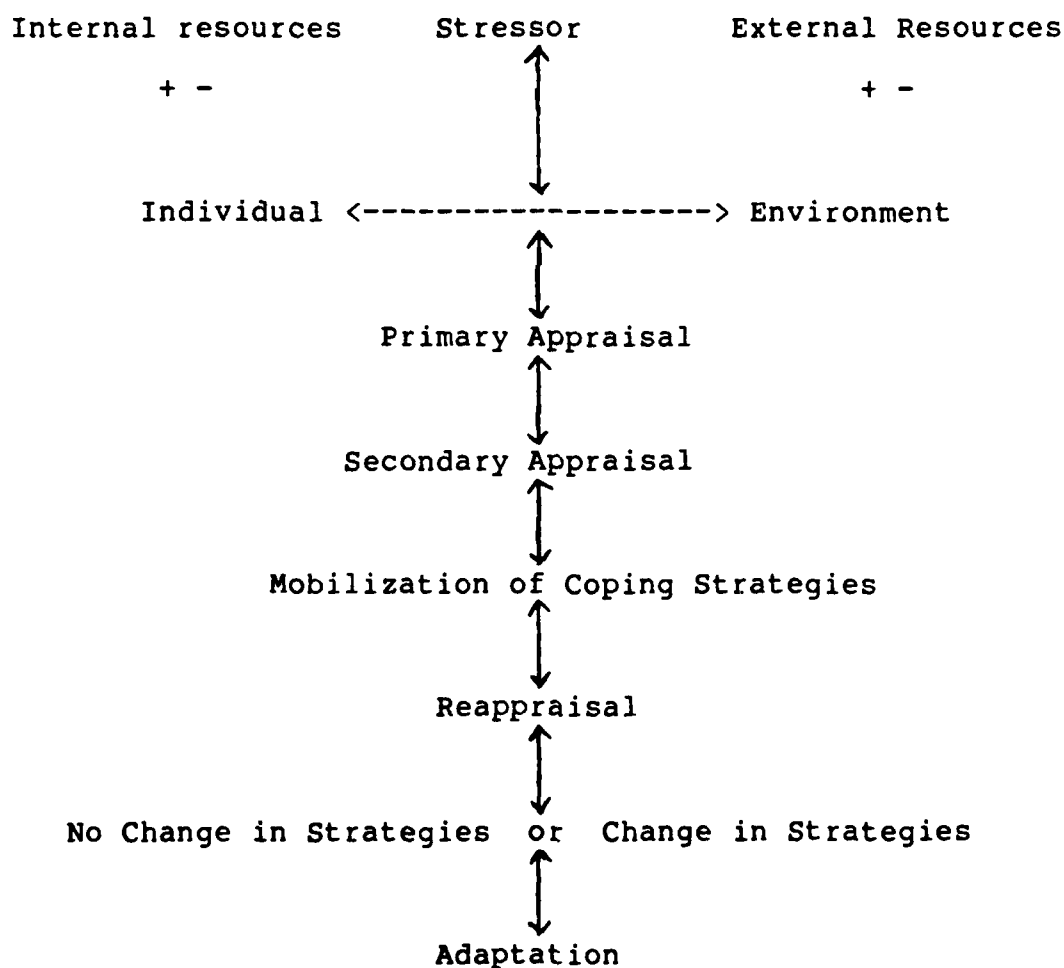 Internal resources Stressor External Resources
+ - + -
Individual <-------------------> Environment
Primary Appraisal
Secondary Appraisal
Mobilization of Coping Strategies
Reappraisal
No Change in Strategies or Change in Strategies
Adaptation